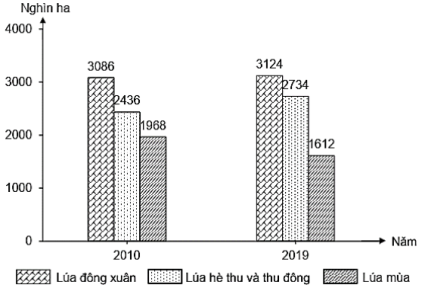 Nghìn ha
4000
3000
2000
1000
0
3086
2436
1968
3124
2734
1612
2010
2019
Năm
Lúa đông xuân
Lúa hè thu và thu đông
Lúa mùa